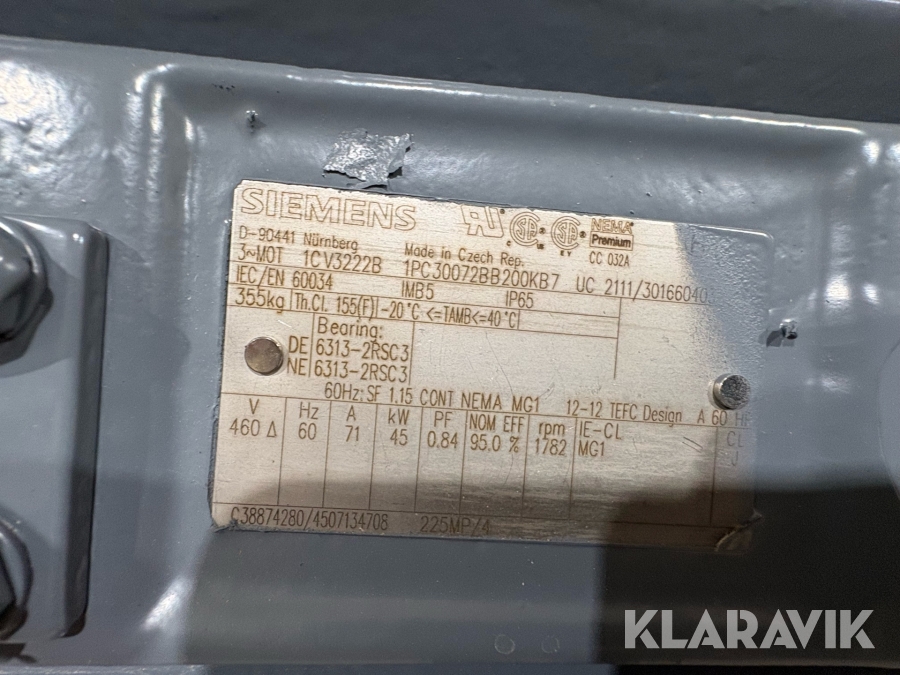 SIEMENS
NEMA
Premium
CC 032A
D-90441 Nürnberg Made in Czech Rep.
3~MOT 1CV3222B 1PC30072BB200KB7 UC 2111/30166040
IEC/EN 60034 IMB5 IP65
355kg Th.Cl. 155(F) -20°C <=TAMB<=40°C
Bearing:
DE 6313-2RSC3
NE 6313-2RSC3
60Hz: SF 1.15 CONT NEMA MG1 12-12 TEFC Design A 60 HP
V Hz A kW PF NOM EFF rpm IE-CL CL
460 Δ 60 71 45 0.84 95.0 % 1782 MG1 J
C38874280/4507134708 225MP/4
KLARAVIK